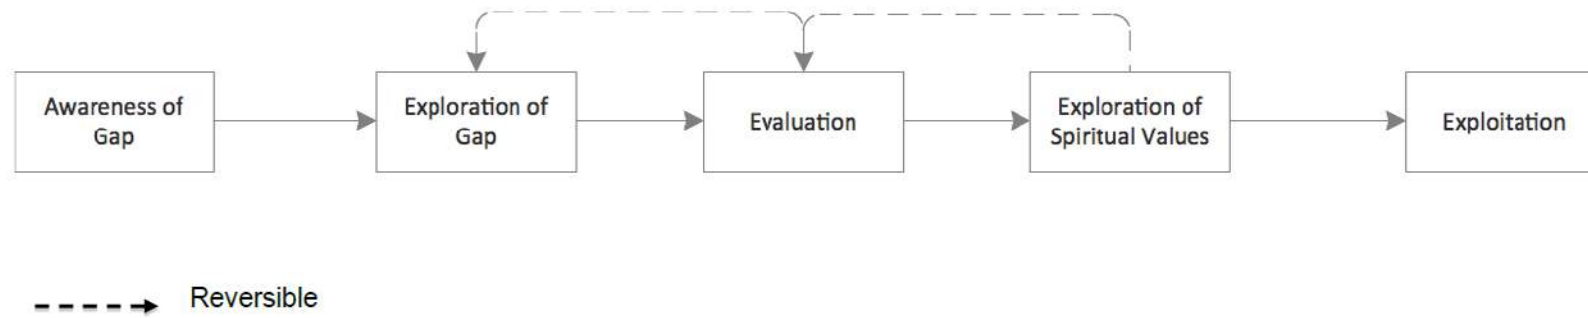 Awareness of
Gap
Exploration of
Gap
Evaluation
Exploration of
Spiritual Values
Exploitation
Reversible